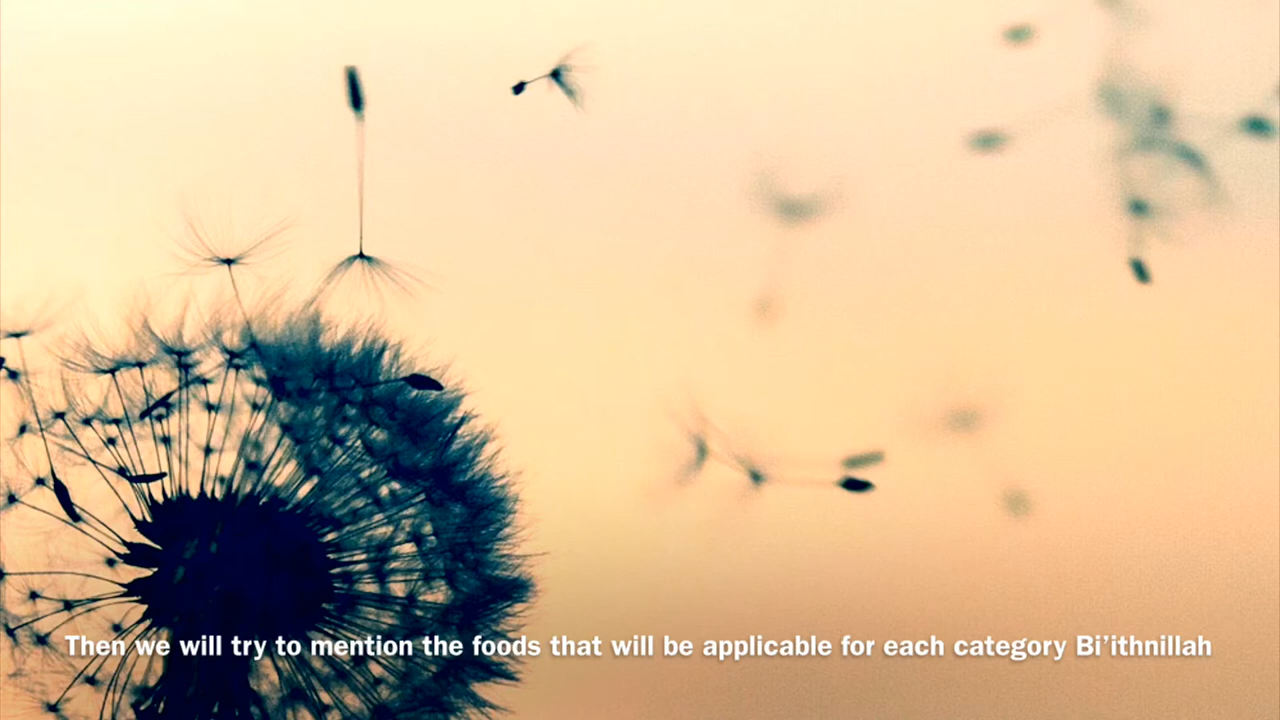 Then we will try to mention the foods that will be applicable for each category Bi’ithnillah